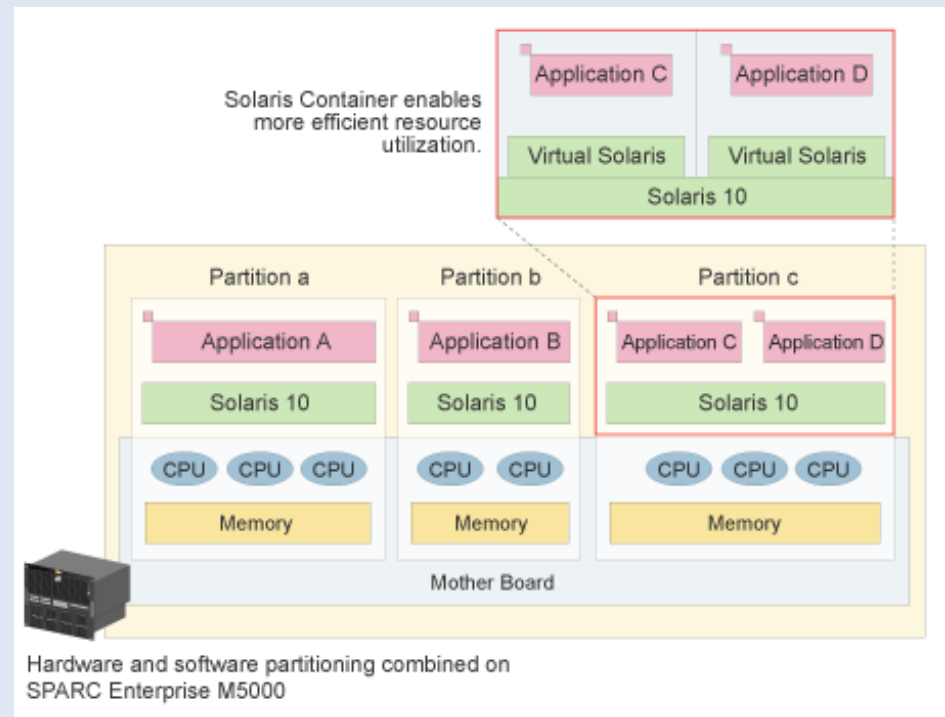 Application C
Application D
Solaris Container enables
more efficient resource
utilization.
Virtual Solaris
Virtual Solaris
Solaris 10
Partition a
Partition b
Partition c
Application A
Application B
Application C
Application D
Solaris 10
Solaris 10
Solaris 10
CPU
CPU
CPU
CPU
CPU
CPU
CPU
CPU
Memory
Memory
Memory
Mother Board
Hardware and software partitioning combined on
SPARC Enterprise M5000